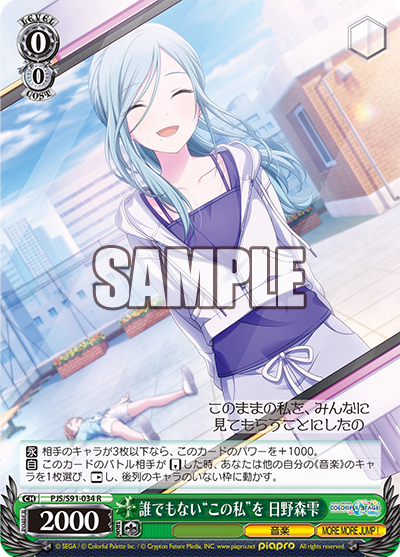 LEVEL
0
0
COST
SAMPLE
このままの私を、みんなに
見てもらうことにしたの
永 相手のキャラが3枚以下なら、このカードのパワーを+1000。
自 このカードのバトル相手が した時、あなたは他の自分の《音楽》のキャ
ラを1枚選び、 し、後列のキャラのいない枠に動かす。
CH PJS/S91-034 R
誰でもない“この私”を 日野森雫
2000
音楽
MORE MORE JUMP!
COLORFUL STAGE!
© SEGA / © Colorful Palette Inc. / © Crypton Future Media, INC. www.piapro.net piapro All rights reserved.